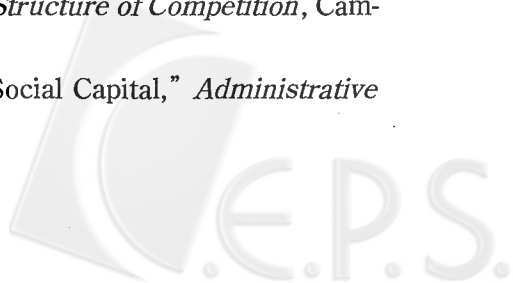 Structure of Competition, Cam-
Social Capital,” Administrative
C.E.P.S.